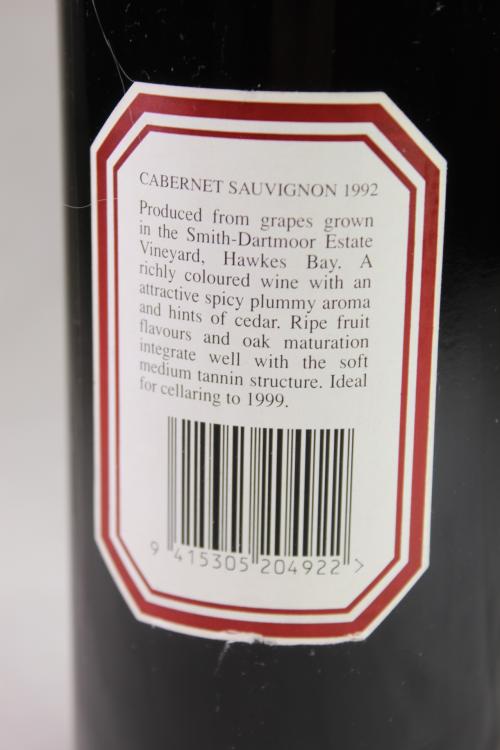 CABERNET SAUVIGNON 1992
Produced from grapes grown
in the Smith-Dartmoor Estate
Vineyard, Hawkes Bay. A
richly coloured wine with an
attractive spicy plummy aroma
and hints of cedar. Ripe fruit
flavours and oak maturation
integrate well with the soft
medium tannin structure. Ideal
for cellaring to 1999.
9 415305 204922 >